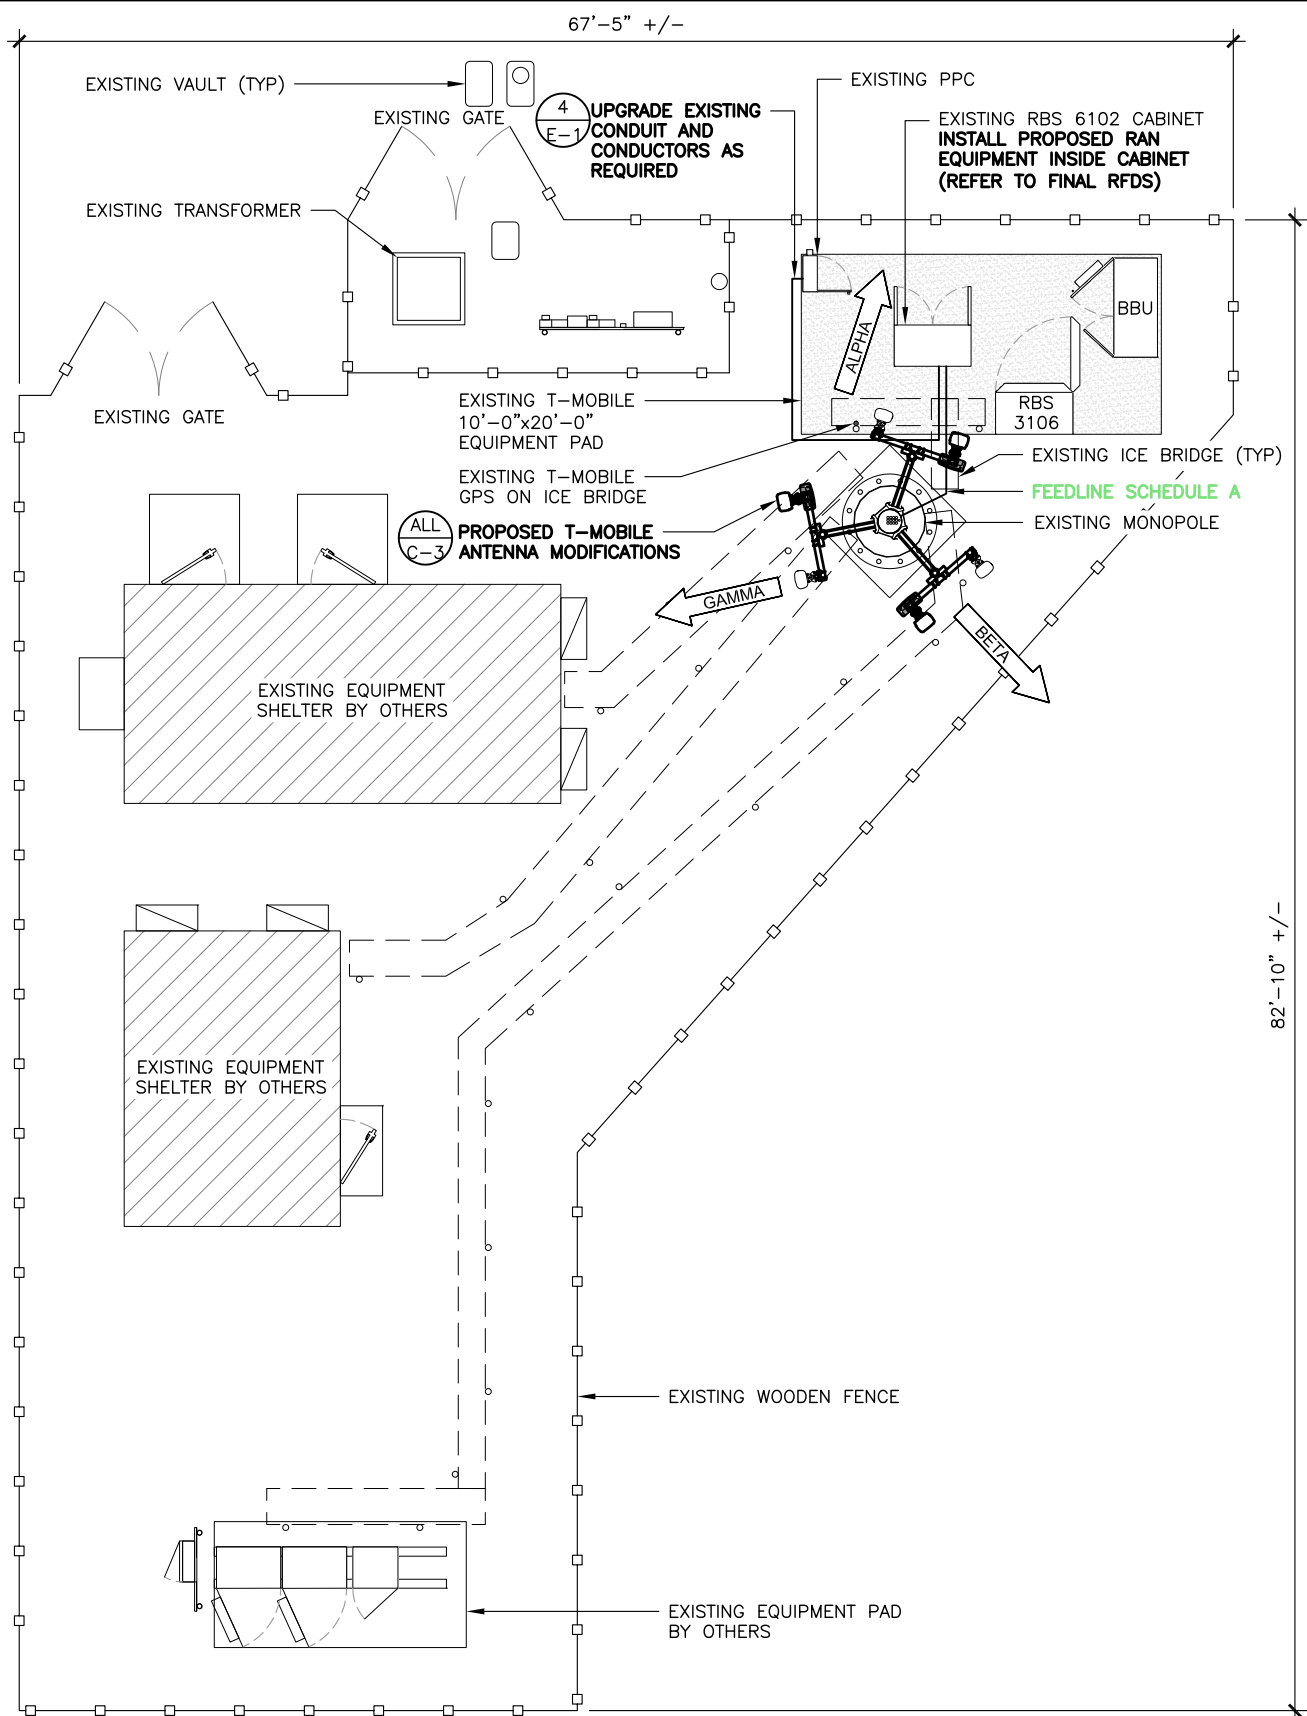 67'-5" +/-
EXISTING VAULT (TYP)
EXISTING GATE
4
E-1
UPGRADE EXISTING
CONDUIT AND
CONDUCTORS AS
REQUIRED
EXISTING PPC
EXISTING RBS 6102 CABINET
INSTALL PROPOSED RAN
EQUIPMENT INSIDE CABINET
(REFER TO FINAL RFDS)
EXISTING TRANSFORMER
ALPHA
BBU
EXISTING GATE
EXISTING T-MOBILE
10'-0"x20'-0"
EQUIPMENT PAD
RBS
3106
EXISTING T-MOBILE
GPS ON ICE BRIDGE
EXISTING ICE BRIDGE (TYP)
FEEDLINE SCHEDULE A
EXISTING MONOPOLE
ALL
C-3
PROPOSED T-MOBILE
ANTENNA MODIFICATIONS
GAMMA
BETA
EXISTING EQUIPMENT
SHELTER BY OTHERS
82'-10" +/-
EXISTING EQUIPMENT
SHELTER BY OTHERS
EXISTING WOODEN FENCE
EXISTING EQUIPMENT PAD
BY OTHERS